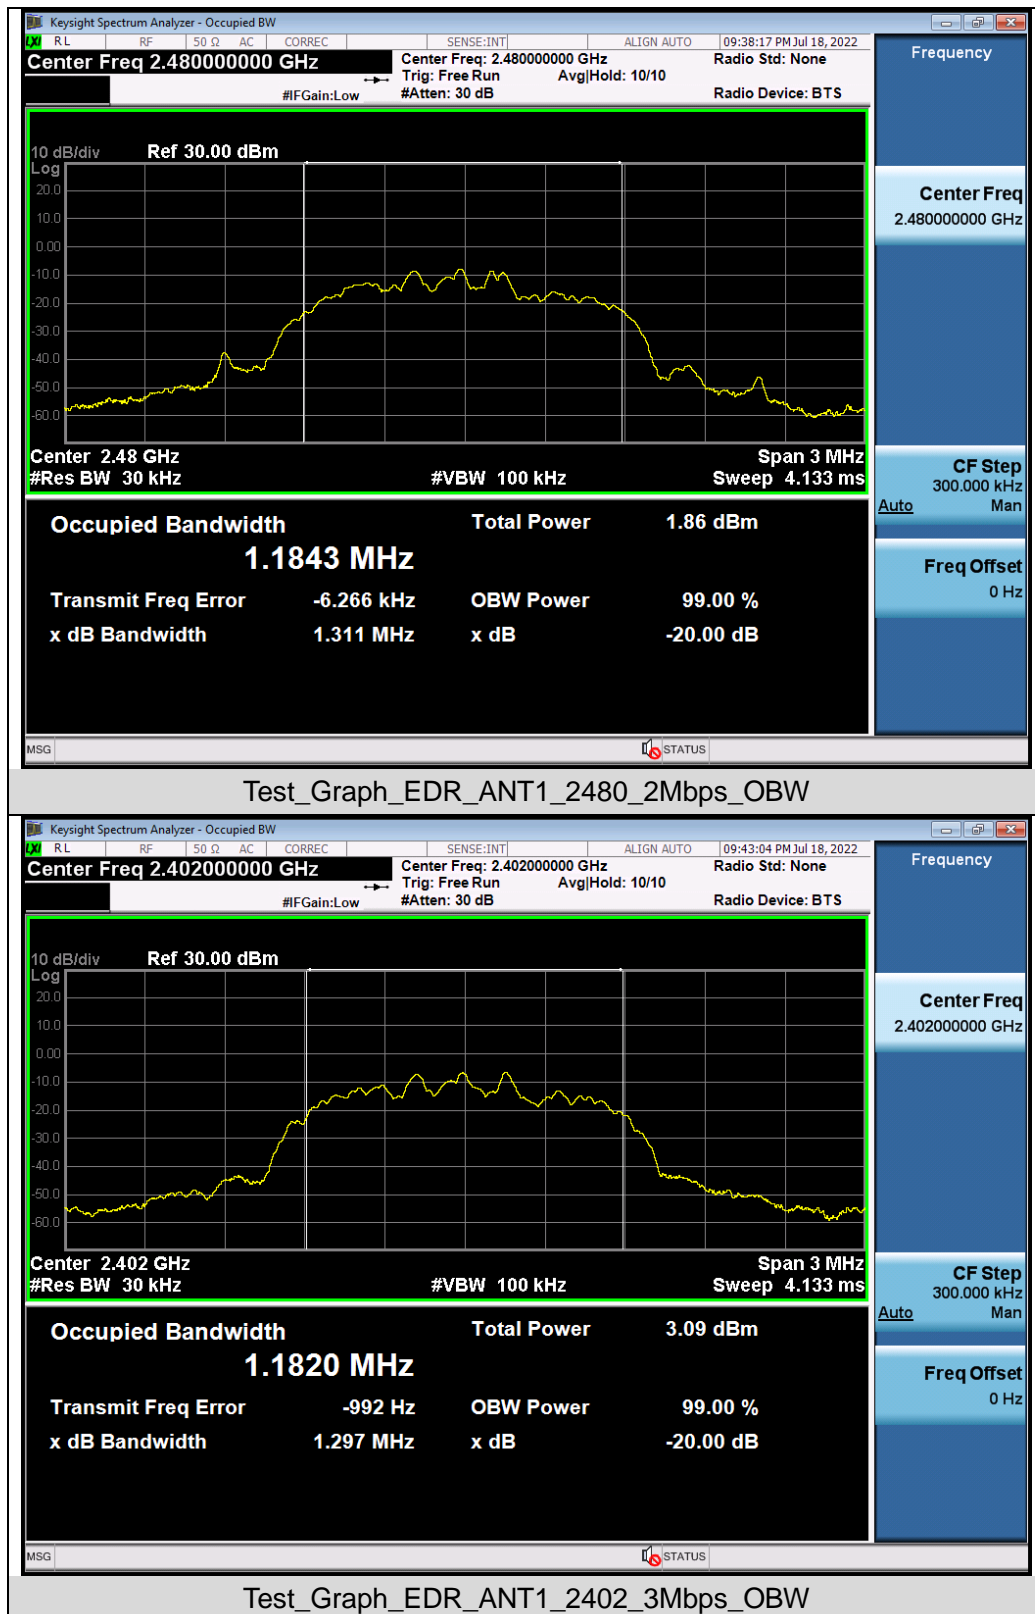 Keysight Spectrum Analyzer - Occupied BW
LXI RL RF 50 Ω AC CORREC SENSE:INT ALIGN AUTO 09:38:17 PM Jul 18, 2022
Center Freq 2.480000000 GHz
Center Freq: 2.480000000 GHz Radio Std: None
Trig: Free Run Avg|Hold: 10/10
#IFGain:Low #Atten: 30 dB Radio Device: BTS
Frequency
10 dB/div Ref 30.00 dBm
Log
20.0
10.0
0.00
-10.0
-20.0
-30.0
-40.0
-50.0
-60.0
Center 2.48 GHz Span 3 MHz
#Res BW 30 kHz #VBW 100 kHz Sweep 4.133 ms
Center Freq
2.480000000 GHz
CF Step
300.000 kHz
Auto Man
Freq Offset
0 Hz
Occupied Bandwidth Total Power 1.86 dBm
1.1843 MHz
Transmit Freq Error -6.266 kHz OBW Power 99.00 %
x dB Bandwidth 1.311 MHz x dB -20.00 dB
MSG STATUS
Test_Graph_EDR_ANT1_2480_2Mbps_OBW
Keysight Spectrum Analyzer - Occupied BW
LXI RL RF 50 Ω AC CORREC SENSE:INT ALIGN AUTO 09:43:04 PM Jul 18, 2022
Center Freq 2.402000000 GHz
Center Freq: 2.402000000 GHz Radio Std: None
Trig: Free Run Avg|Hold: 10/10
#IFGain:Low #Atten: 30 dB Radio Device: BTS
Frequency
10 dB/div Ref 30.00 dBm
Log
20.0
10.0
0.00
-10.0
-20.0
-30.0
-40.0
-50.0
-60.0
Center 2.402 GHz Span 3 MHz
#Res BW 30 kHz #VBW 100 kHz Sweep 4.133 ms
Center Freq
2.402000000 GHz
CF Step
300.000 kHz
Auto Man
Freq Offset
0 Hz
Occupied Bandwidth Total Power 3.09 dBm
1.1820 MHz
Transmit Freq Error -992 Hz OBW Power 99.00 %
x dB Bandwidth 1.297 MHz x dB -20.00 dB
MSG STATUS
Test_Graph_EDR_ANT1_2402_3Mbps_OBW